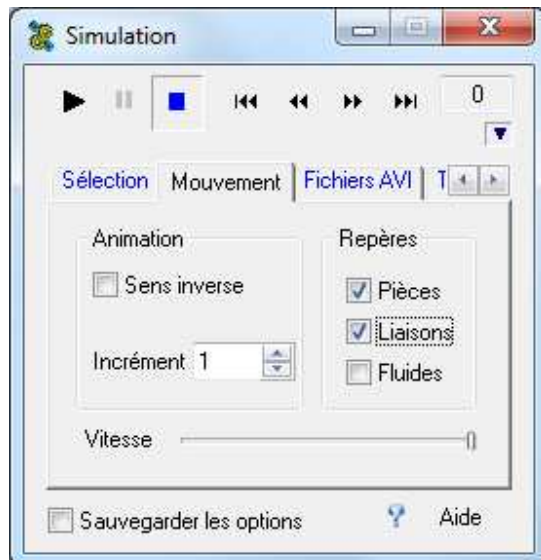 Simulation
0
Sélection Mouvement Fichiers AVI T
Animation Repères
Sens inverse Pièces
Liaisons
Incrément 1 Fluides
Vitesse
Sauvegarder les options ? Aide